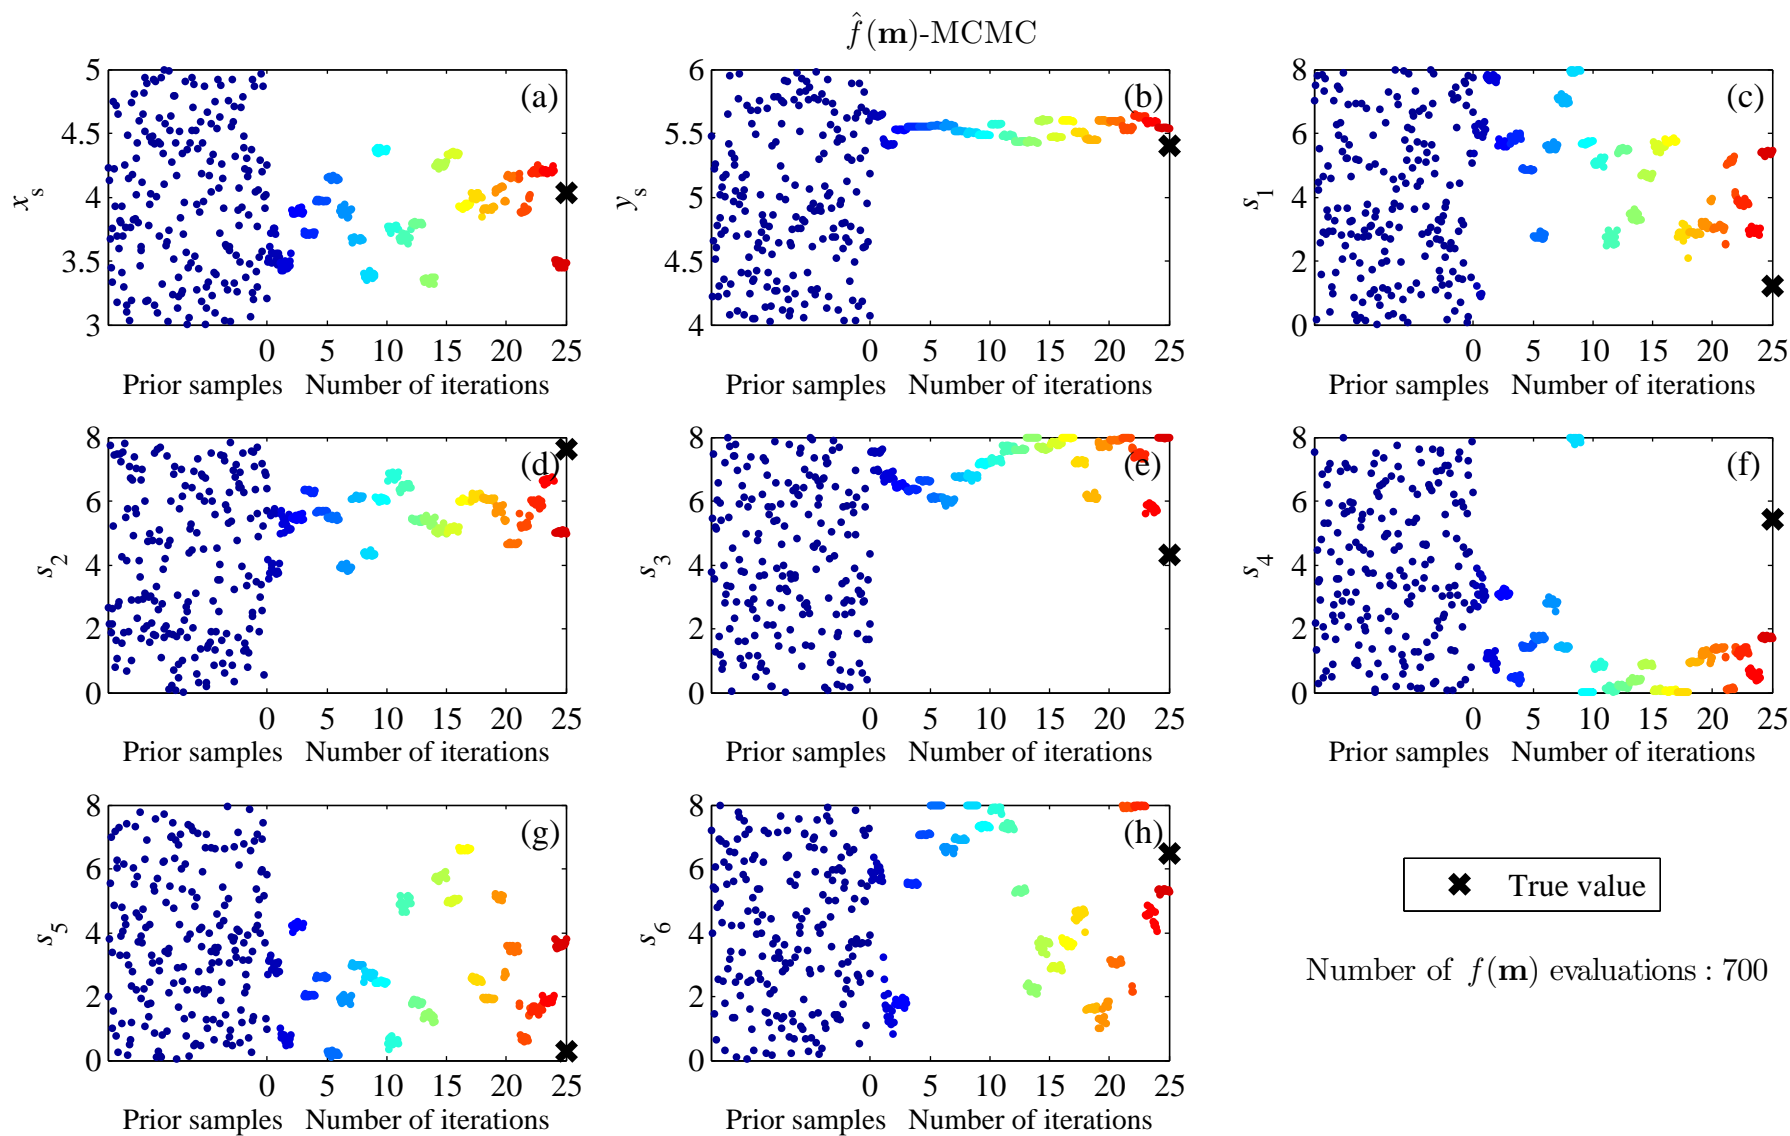 f̂(m)-MCMC
5 4.5 4 3.5 3 x_s (a) 0 5 10 15 20 25
Prior samples Number of iterations
6 5.5 5 4.5 4 y_s (b) 0 5 10 15 20 25
Prior samples Number of iterations
8 6 4 2 0 s_1 (c) 0 5 10 15 20 25
Prior samples Number of iterations
8 6 4 2 0 s_2 (d) 0 5 10 15 20 25
Prior samples Number of iterations
8 6 4 2 0 s_3 (e) 0 5 10 15 20 25
Prior samples Number of iterations
8 6 4 2 0 s_4 (f) 0 5 10 15 20 25
Prior samples Number of iterations
8 6 4 2 0 s_5 (g) 0 5 10 15 20 25
Prior samples Number of iterations
8 6 4 2 0 s_6 (h) 0 5 10 15 20 25
Prior samples Number of iterations
True value
Number of f(m) evaluations : 700